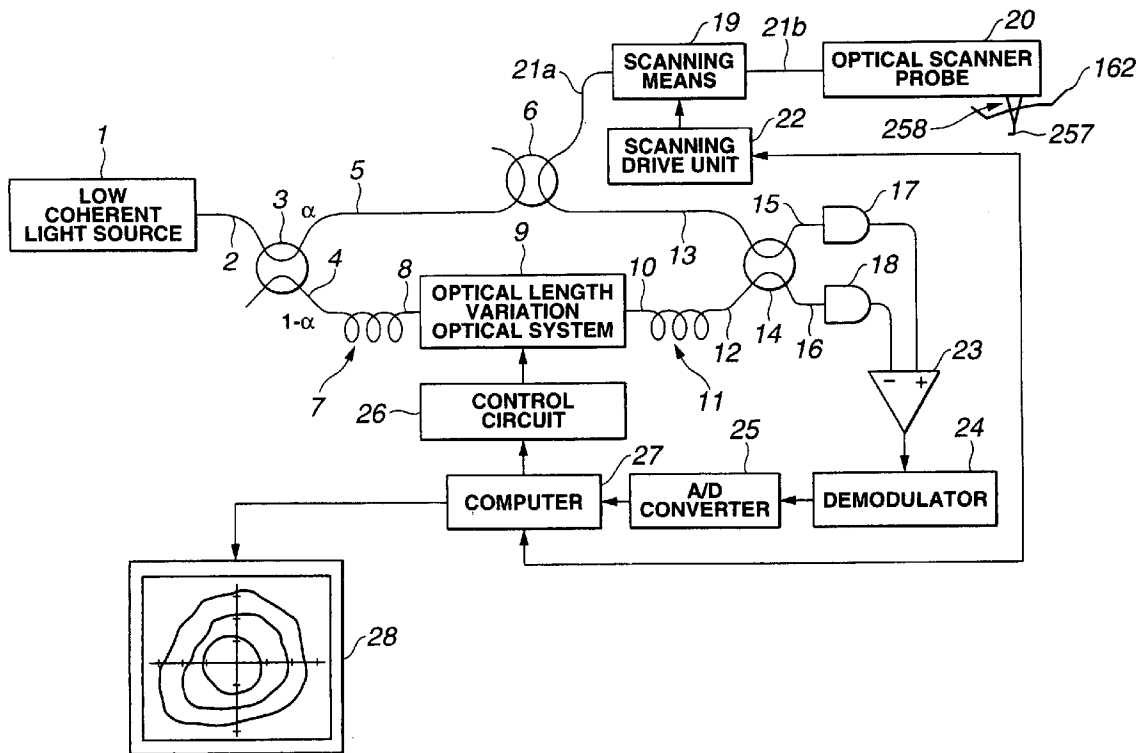 19
21b
20
21a
SCANNING
MEANS
OPTICAL SCANNER
PROBE
162
6
22
258
257
1
SCANNING
DRIVE UNIT
5
LOW
COHERENT
LIGHT SOURCE
3
α
15
17
2
4
9
13
8
10
18
OPTICAL LENGTH
VARIATION
OPTICAL SYSTEM
1-α
12
14
16
7
11
23
- +
26
CONTROL
CIRCUIT
27
25
24
COMPUTER
A/D
CONVERTER
DEMODULATOR
28